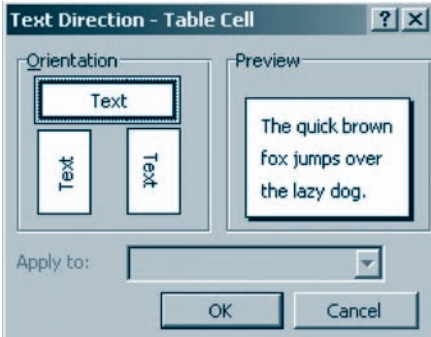 Text Direction - Table Cell
Orientation
Text
Text
Text
Preview
The quick brown
fox jumps over
the lazy dog.
Apply to:
OK
Cancel